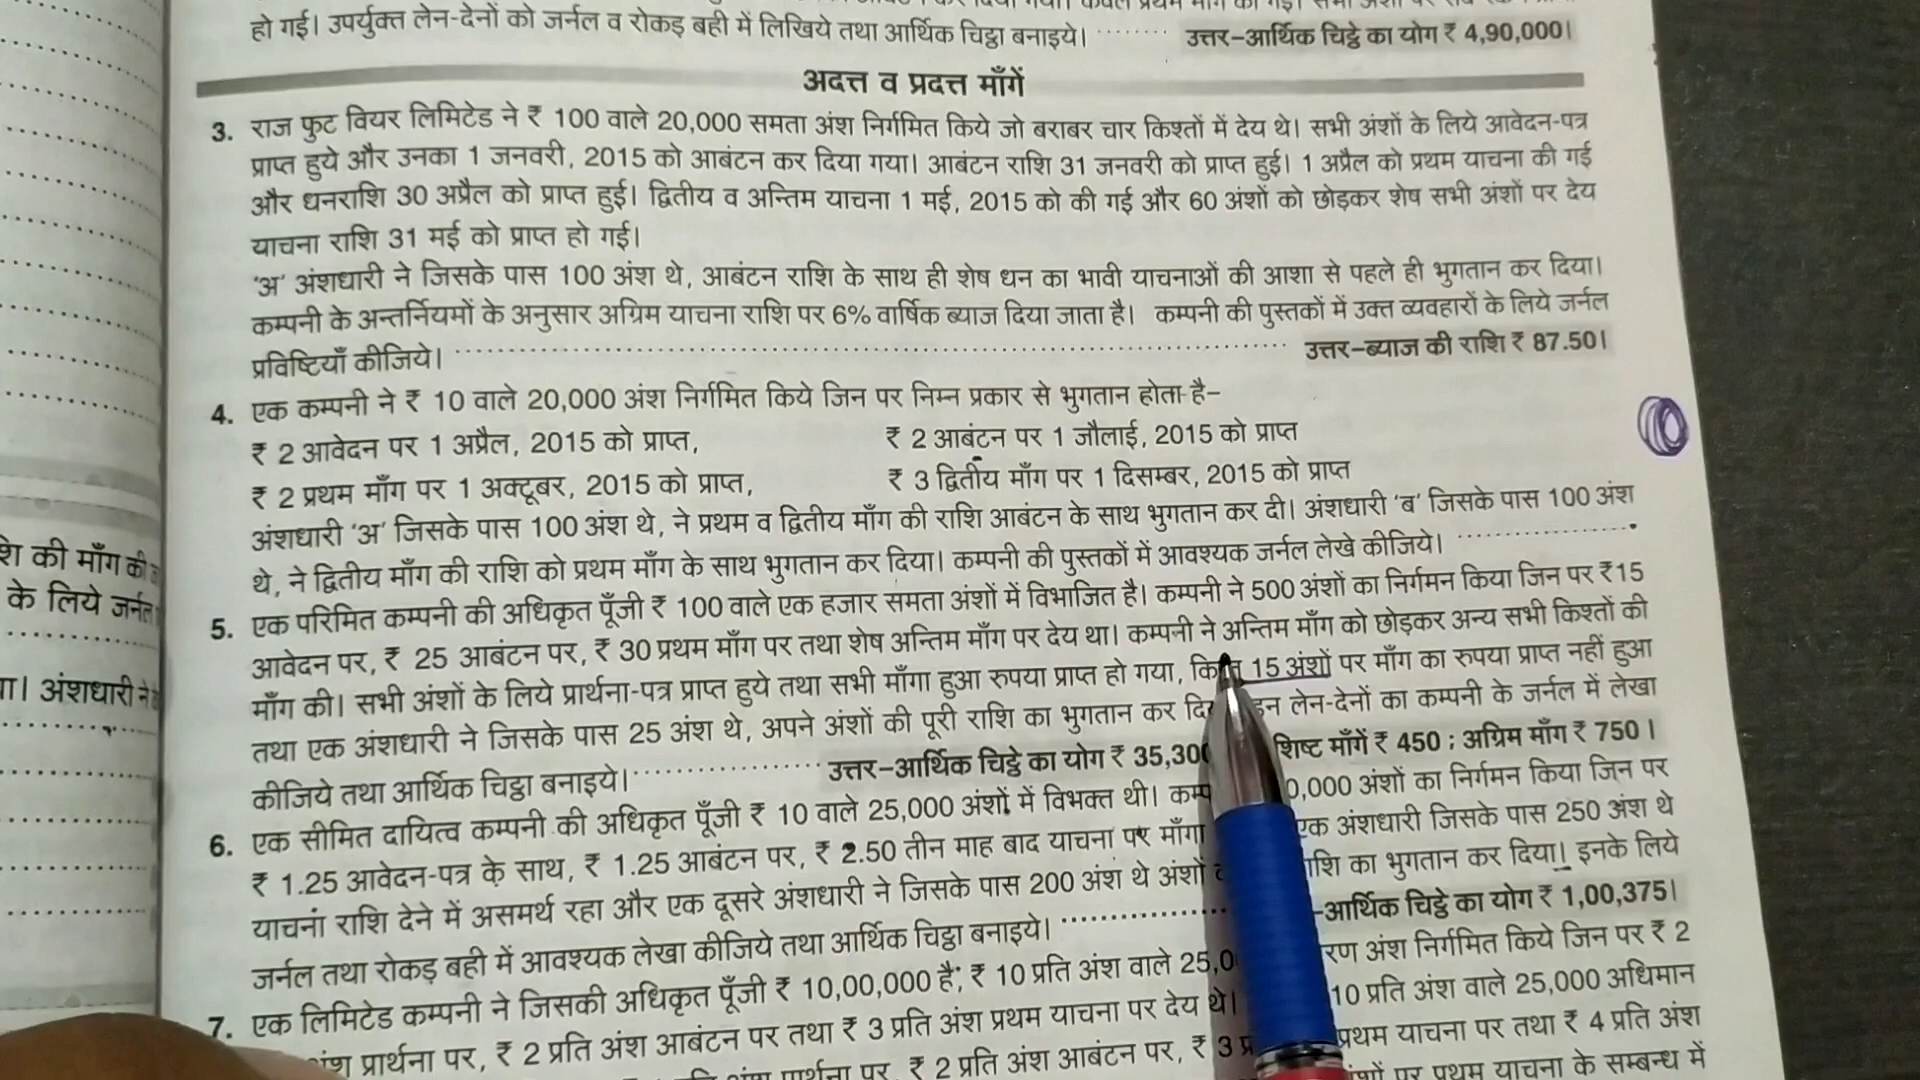 हो गई। उपर्युक्त लेन-देनों को जर्नल व रोकड़ बही में लिखिये तथा आर्थिक चिट्ठा बनाइये। ........ उत्तर–आर्थिक चिट्ठे का योग ₹ 4,90,000।
अदत्त व प्रदत्त माँगें
3. राज फुट वियर लिमिटेड ने ₹ 100 वाले 20,000 समता अंश निर्गमित किये जो बराबर चार किश्तों में देय थे। सभी अंशों के लिये आवेदन-पत्र
प्राप्त हुये और उनका 1 जनवरी, 2015 को आबंटन कर दिया गया। आबंटन राशि 31 जनवरी को प्राप्त हुई। 1 अप्रैल को प्रथम याचना की गई
और धनराशि 30 अप्रैल को प्राप्त हुई। द्वितीय व अन्तिम याचना 1 मई, 2015 को की गई और 60 अंशों को छोड़कर शेष सभी अंशों पर देय
याचना राशि 31 मई को प्राप्त हो गई।
'अ' अंशधारी ने जिसके पास 100 अंश थे, आबंटन राशि के साथ ही शेष धन का भावी याचनाओं की आशा से पहले ही भुगतान कर दिया।
कम्पनी के अन्तर्नियमों के अनुसार अग्रिम याचना राशि पर 6% वार्षिक ब्याज दिया जाता है। कम्पनी की पुस्तकों में उक्त व्यवहारों के लिये जर्नल
प्रविष्टियाँ कीजिये। ........ उत्तर–ब्याज की राशि ₹ 87.50।
4. एक कम्पनी ने ₹ 10 वाले 20,000 अंश निर्गमित किये जिन पर निम्न प्रकार से भुगतान होता है–
₹ 2 आवेदन पर 1 अप्रैल, 2015 को प्राप्त, ₹ 2 आबंटन पर 1 जौलाई, 2015 को प्राप्त
₹ 2 प्रथम माँग पर 1 अक्टूबर, 2015 को प्राप्त, ₹ 3 द्वितीय माँग पर 1 दिसम्बर, 2015 को प्राप्त
अंशधारी 'अ' जिसके पास 100 अंश थे, ने प्रथम व द्वितीय माँग की राशि आबंटन के साथ भुगतान कर दी। अंशधारी 'ब' जिसके पास 100 अंश
थे, ने द्वितीय माँग की राशि को प्रथम माँग के साथ भुगतान कर दिया। कम्पनी की पुस्तकों में आवश्यक जर्नल लेखे कीजिये। ........
5. एक परिमित कम्पनी की अधिकृत पूँजी ₹ 100 वाले एक हजार समता अंशों में विभाजित है। कम्पनी ने 500 अंशों का निर्गमन किया जिन पर ₹15
आवेदन पर, ₹ 25 आबंटन पर, ₹ 30 प्रथम माँग पर तथा शेष अन्तिम माँग पर देय था। कम्पनी ने अन्तिम माँग को छोड़कर अन्य सभी किश्तों की
माँग की। सभी अंशों के लिये प्रार्थना-पत्र प्राप्त हुये तथा सभी माँगा हुआ रुपया प्राप्त हो गया, 15 अंशों पर माँग का रुपया प्राप्त नहीं हुआ
तथा एक अंशधारी ने जिसके पास 25 अंश थे, अपने अंशों की पूरी राशि का भुगतान कर लेन-देनों का कम्पनी के जर्नल में लेखा
कीजिये तथा आर्थिक चिट्ठा बनाइये। ........ उत्तर–आर्थिक चिट्ठे का योग ₹ 35,300 माँगें ₹ 450 ; अग्रिम माँग ₹ 750 ।
6. एक सीमित दायित्व कम्पनी की अधिकृत पूँजी ₹ 10 वाले 25,000 अंशों में विभक्त थी। 0,000 अंशों का निर्गमन किया जिन पर
₹ 1.25 आवेदन-पत्र के साथ, ₹ 1.25 आबंटन पर, ₹ 2.50 तीन माह बाद याचना पर माँगा एक अंशधारी जिसके पास 250 अंश थे
याचना राशि देने में असमर्थ रहा और एक दूसरे अंशधारी ने जिसके पास 200 अंश थे अंशों राशि का भुगतान कर दिया। इनके लिये
जर्नल तथा रोकड़ बही में आवश्यक लेखा कीजिये तथा आर्थिक चिट्ठा बनाइये। ........ –आर्थिक चिट्ठे का योग ₹ 1,00,375।
7. एक लिमिटेड कम्पनी ने जिसकी अधिकृत पूँजी ₹ 10,00,000 है; ₹ 10 प्रति अंश वाले 25,0 रण अंश निर्गमित किये जिन पर ₹ 2
प्रार्थना पर, ₹ 2 प्रति अंश आबंटन पर तथा ₹ 3 प्रति अंश प्रथम याचना पर देय थे। 10 प्रति अंश वाले 25,000 अधिमान
₹ 2 प्रति अंश आबंटन पर, ₹ 3 प्रथम याचना पर तथा ₹ 4 प्रति अंश
पर प्रथम याचना के सम्बन्ध में
शि की माँग की
के लिये जर्नल
गा। अंशधारी ने